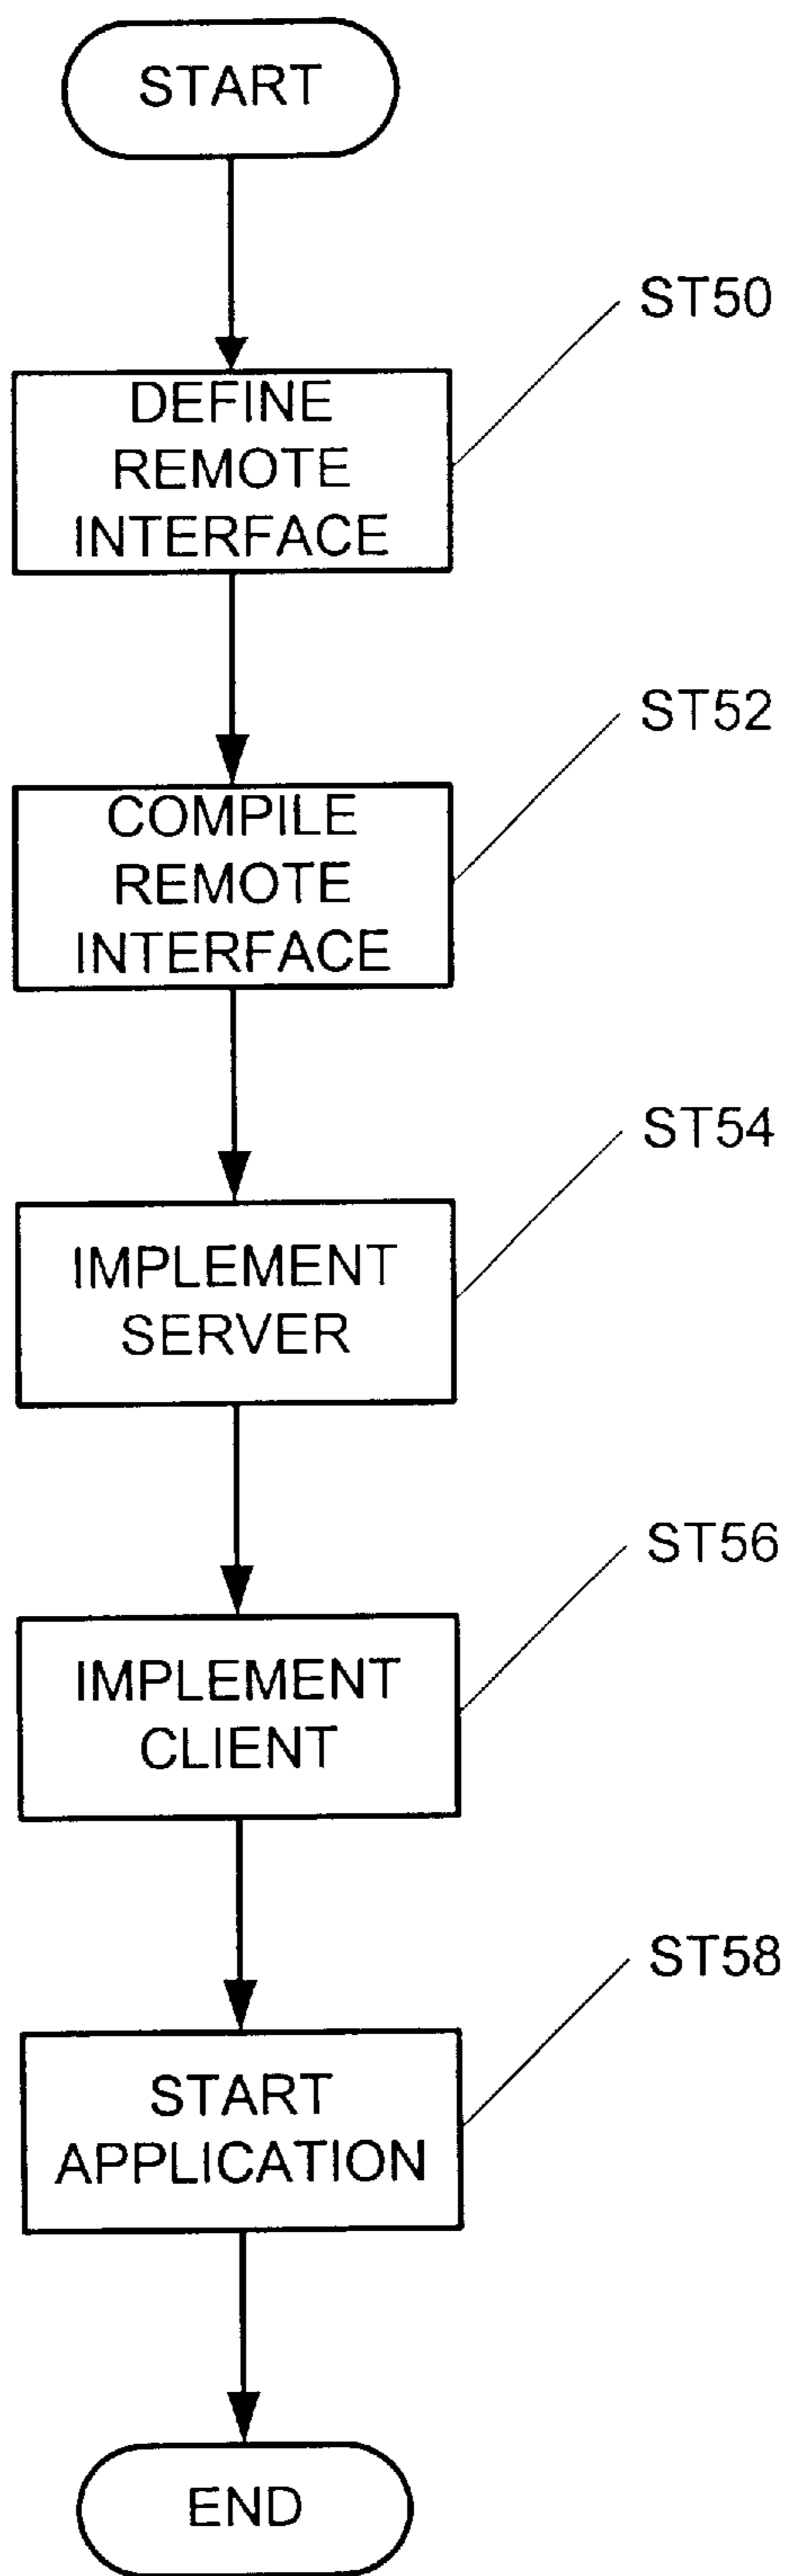 START
ST50
DEFINE
REMOTE
INTERFACE
ST52
COMPILE
REMOTE
INTERFACE
ST54
IMPLEMENT
SERVER
ST56
IMPLEMENT
CLIENT
ST58
START
APPLICATION
END